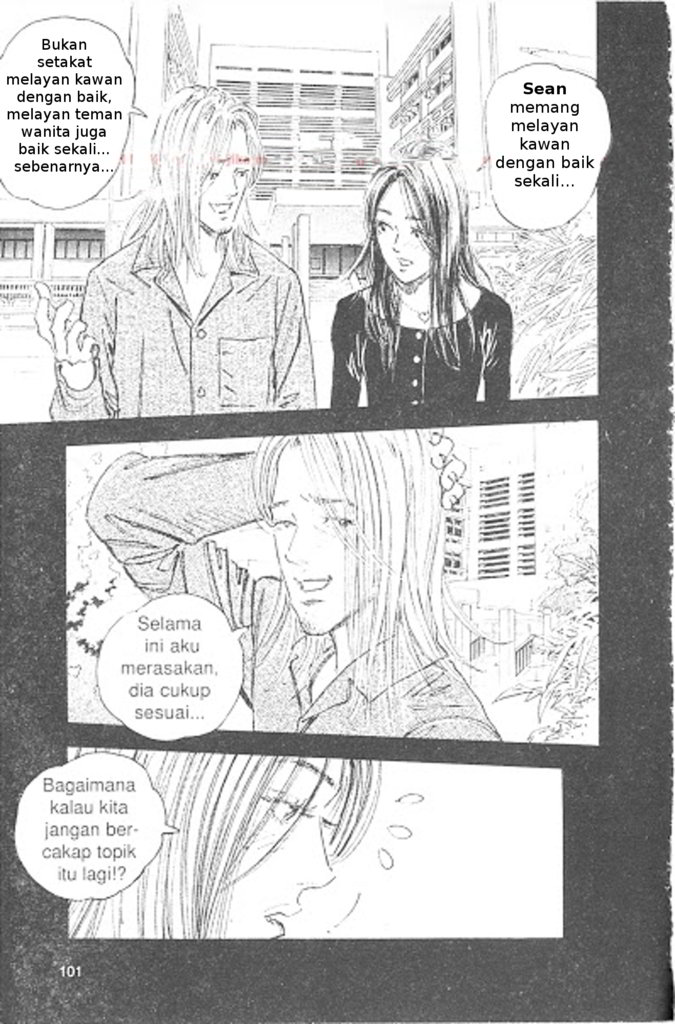 Bukan
setakat
melayan kawan
dengan baik,
melayan teman
wanita juga
baik sekali...
sebenarnya...
Sean
memang
melayan
kawan
dengan baik
sekali...
Selama
ini aku
merasakan,
dia cukup
sesuai...
Bagaimana
kalau kita
jangan ber-
cakap topik
itu lagi!?
101